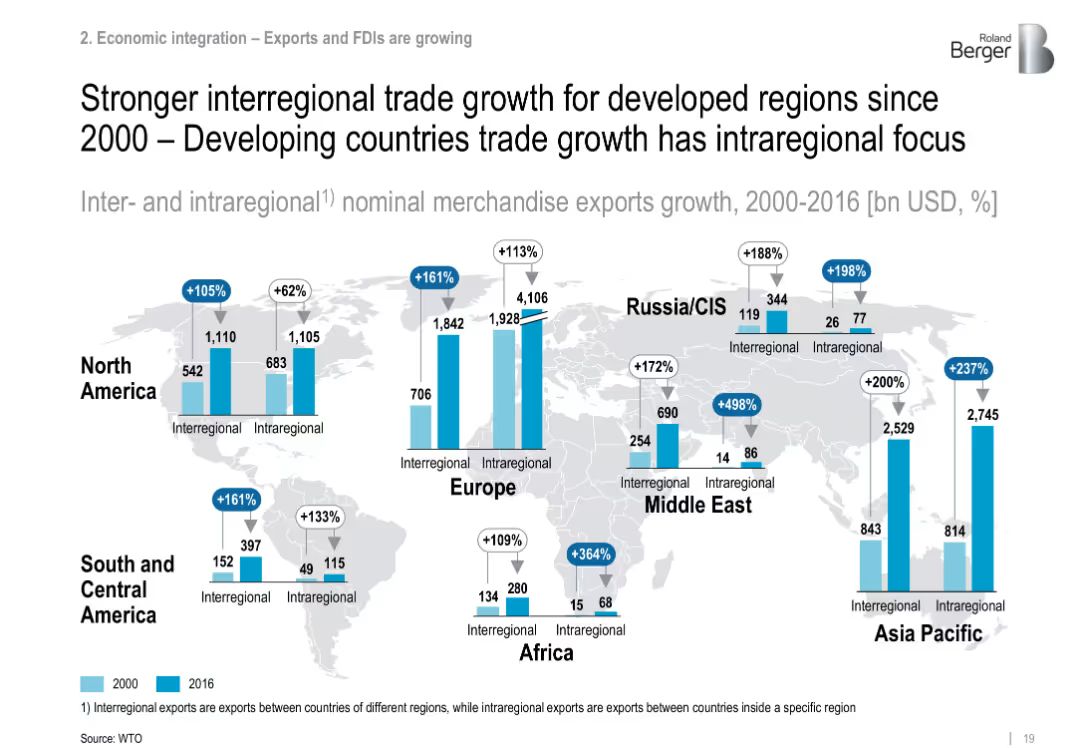 2. Economic integration – Exports and FDIs are growing
Roland
Berger
B
Stronger interregional trade growth for developed regions since
2000 – Developing countries trade growth has intraregional focus
Inter- and intraregional1) nominal merchandise exports growth, 2000-2016 [bn USD, %]
North
America
+105%
+62%
542
1,110
683
1,105
Interregional
Intraregional
+161%
+113%
706
1,842
1,928
4,106
Interregional
Intraregional
Europe
Russia/CIS
+188%
+198%
119
344
26
77
Interregional
Intraregional
+172%
+498%
254
690
14
86
Interregional
Intraregional
Middle East
+200%
+237%
843
2,529
814
2,745
Interregional
Intraregional
Asia Pacific
South and
Central
America
+161%
+133%
152
397
49
115
Interregional
Intraregional
+109%
+364%
134
280
15
68
Interregional
Intraregional
Africa
2000
2016
1) Interregional exports are exports between countries of different regions, while intraregional exports are exports between countries inside a specific region
Source: WTO
19